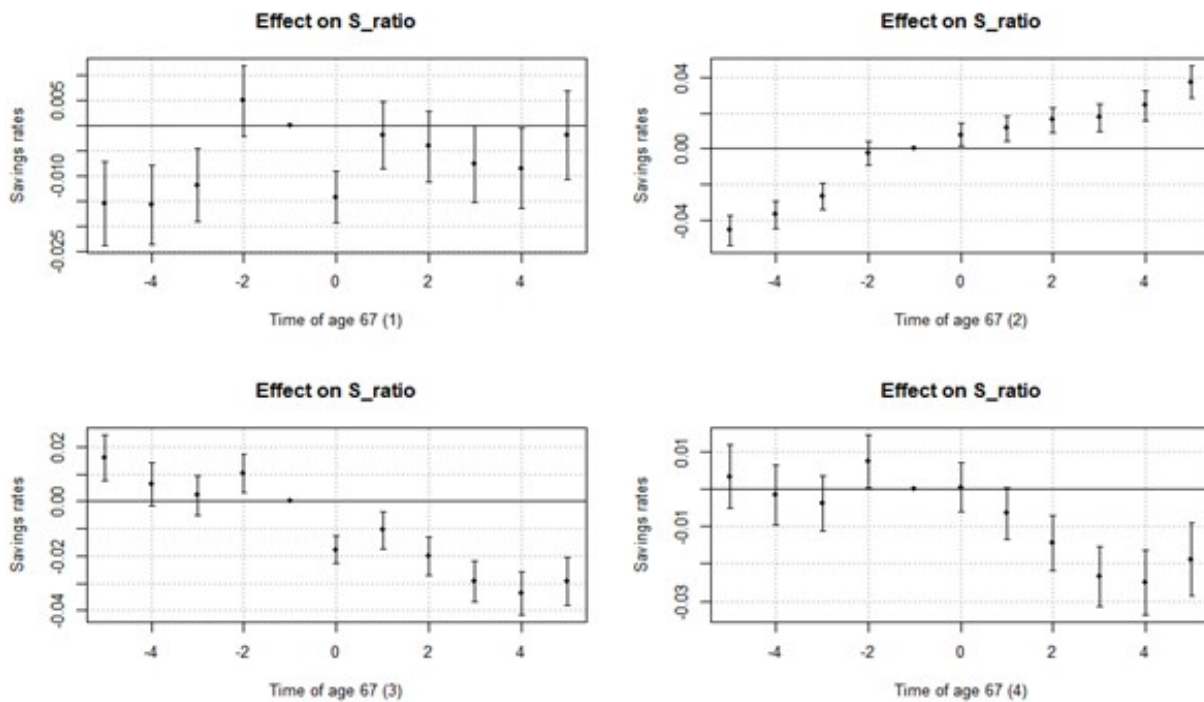 Effect on S_ratio
Savings rates
0.005
-0.010
-0.025
-4 -2 0 2 4
Time of age 67 (1)
Effect on S_ratio
Savings rates
0.04
0.00
-0.04
-4 -2 0 2 4
Time of age 67 (2)
Effect on S_ratio
Savings rates
0.02
0.00
-0.02
-0.04
-4 -2 0 2 4
Time of age 67 (3)
Effect on S_ratio
Savings rates
0.01
-0.01
-0.03
-4 -2 0 2 4
Time of age 67 (4)